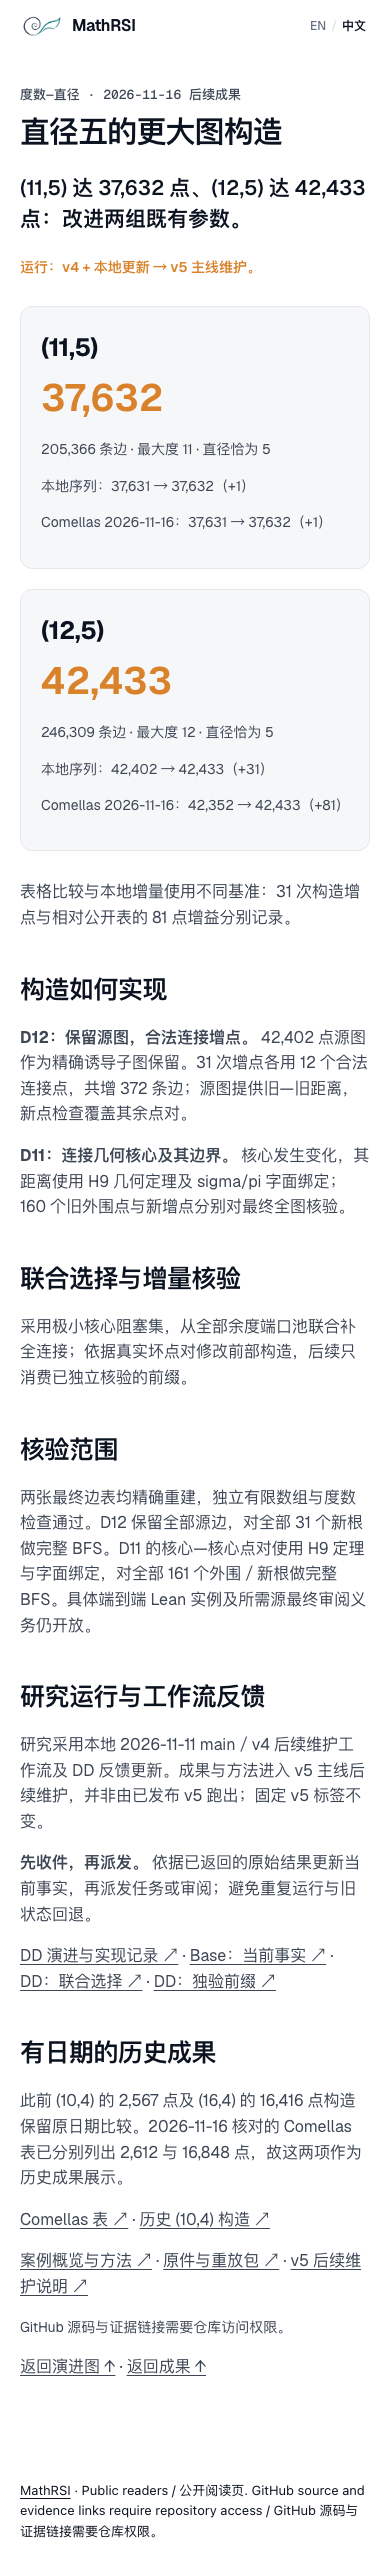 MathRSI
EN / 中文
度数—直径 · 2026-11-16 后续成果
直径五的更大图构造
(11,5) 达 37,632 点、(12,5) 达 42,433
点：改进两组既有参数。
运行：v4 + 本地更新 → v5 主线维护。
(11,5)
37,632
205,366 条边 · 最大度 11 · 直径恰为 5
本地序列：37,631 → 37,632（+1）
Comellas 2026-11-16：37,631 → 37,632（+1）
(12,5)
42,433
246,309 条边 · 最大度 12 · 直径恰为 5
本地序列：42,402 → 42,433（+31）
Comellas 2026-11-16：42,352 → 42,433（+81）
表格比较与本地增量使用不同基准：31 次构造增
点与相对公开表的 81 点增益分别记录。
构造如何实现
D12：保留源图，合法连接增点。 42,402 点源图
作为精确诱导子图保留。31 次增点各用 12 个合法
连接点，共增 372 条边；源图提供旧—旧距离，
新点检查覆盖其余点对。
D11：连接几何核心及其边界。 核心发生变化，其
距离使用 H9 几何定理及 sigma/pi 字面绑定；
160 个旧外围点与新增点分别对最终全图核验。
联合选择与增量核验
采用极小核心阻塞集，从全部余度端口池联合补
全连接；依据真实坏点对修改前部构造，后续只
消费已独立核验的前缀。
核验范围
两张最终边表均精确重建，独立有限数组与度数
检查通过。D12 保留全部源边，对全部 31 个新根
做完整 BFS。D11 的核心—核心点对使用 H9 定理
与字面绑定，对全部 161 个外围 / 新根做完整
BFS。具体端到端 Lean 实例及所需源最终审阅义
务仍开放。
研究运行与工作流反馈
研究采用本地 2026-11-11 main / v4 后续维护工
作流及 DD 反馈更新。成果与方法进入 v5 主线后
续维护，并非由已发布 v5 跑出；固定 v5 标签不
变。
先收件，再派发。 依据已返回的原始结果更新当
前事实，再派发任务或审阅；避免重复运行与旧
状态回退。
DD 演进与实现记录 ↗ · Base：当前事实 ↗ ·
DD：联合选择 ↗ · DD：独验前缀 ↗
有日期的历史成果
此前 (10,4) 的 2,567 点及 (16,4) 的 16,416 点构造
保留原日期比较。2026-11-16 核对的 Comellas
表已分别列出 2,612 与 16,848 点，故这两项作为
历史成果展示。
Comellas 表 ↗ · 历史 (10,4) 构造 ↗
案例概览与方法 ↗ · 原件与重放包 ↗ · v5 后续维
护说明 ↗
GitHub 源码与证据链接需要仓库访问权限。
返回演进图 ↑ · 返回成果 ↑
MathRSI · Public readers / 公开阅读页. GitHub source and
evidence links require repository access / GitHub 源码与
证据链接需要仓库权限。